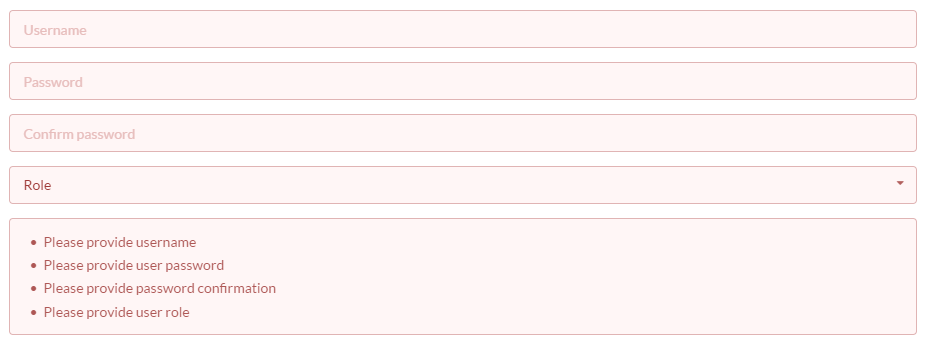 Username
Password
Confirm password
Role
• Please provide username
• Please provide user password
• Please provide password confirmation
• Please provide user role